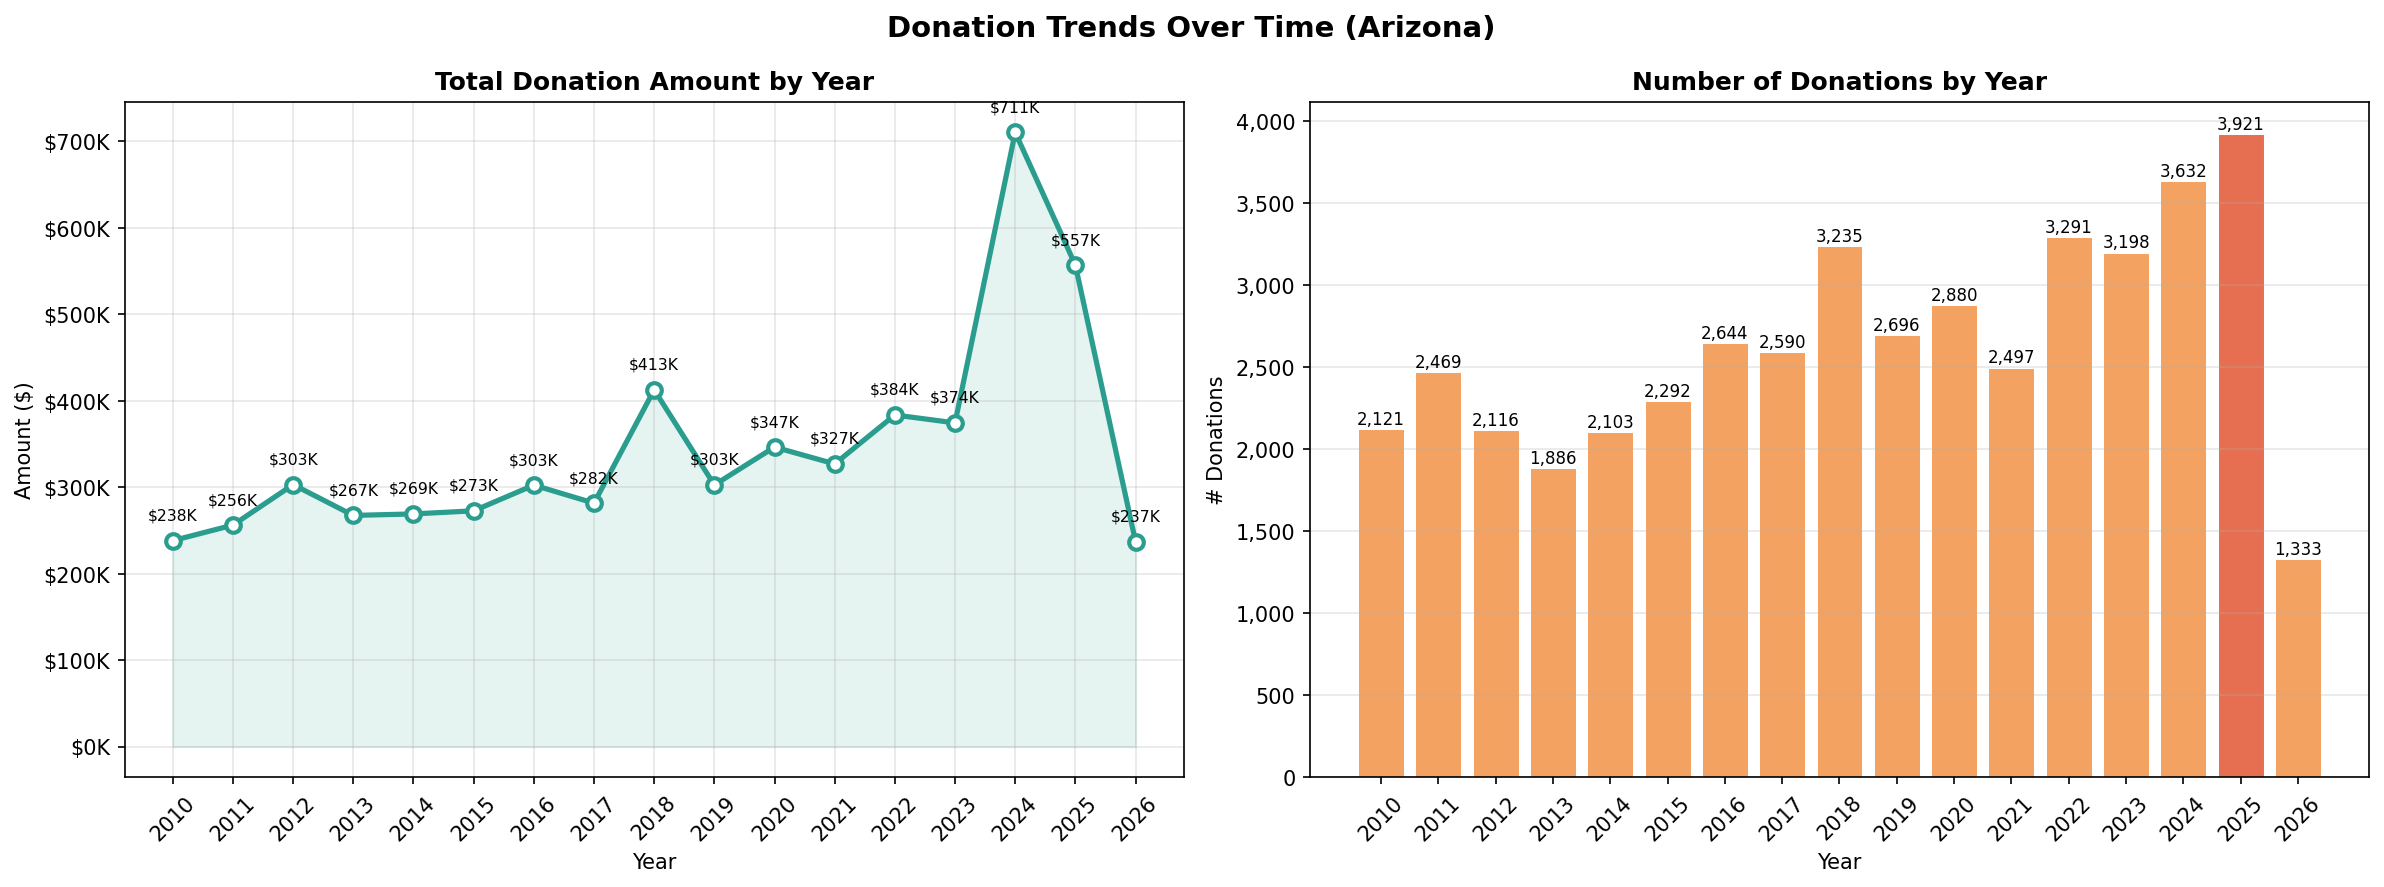 Donation Trends Over Time (Arizona)
Total Donation Amount by Year
Amount ($)
$700K
$600K
$500K
$400K
$300K
$200K
$100K
$0K
$238K
$256K
$303K
$267K
$269K
$273K
$303K
$282K
$413K
$303K
$347K
$327K
$384K
$374K
$711K
$557K
$237K
2010
2011
2012
2013
2014
2015
2016
2017
2018
2019
2020
2021
2022
2023
2024
2025
2026
Year
Number of Donations by Year
# Donations
4,000
3,500
3,000
2,500
2,000
1,500
1,000
500
0
2,121
2,469
2,116
1,886
2,103
2,292
2,644
2,590
3,235
2,696
2,880
2,497
3,291
3,198
3,632
3,921
1,333
2010
2011
2012
2013
2014
2015
2016
2017
2018
2019
2020
2021
2022
2023
2024
2025
2026
Year